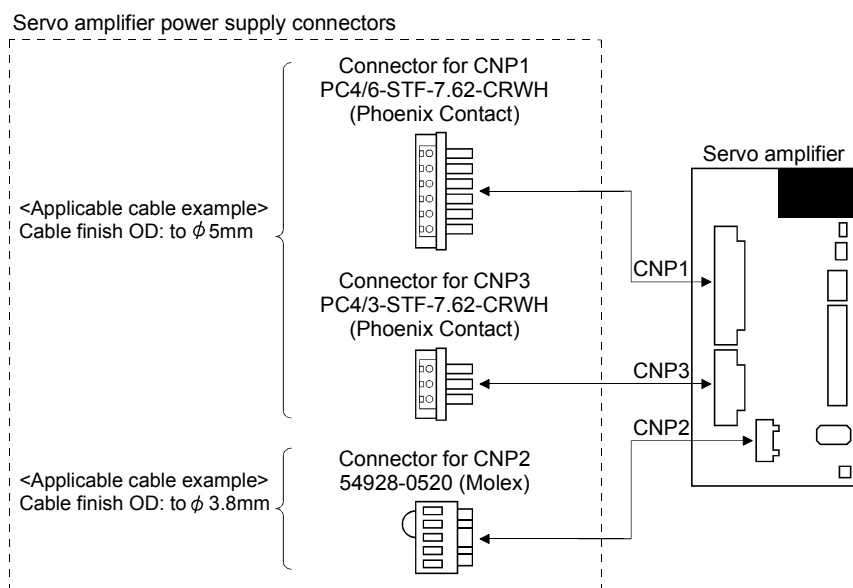 Servo amplifier power supply connectors
Connector for CNP1
PC4/6-STF-7.62-CRWH
(Phoenix Contact)
Servo amplifier
<Applicable cable example>
Cable finish OD: to ϕ 5mm
CNP1
Connector for CNP3
PC4/3-STF-7.62-CRWH
(Phoenix Contact)
CNP3
CNP2
<Applicable cable example>
Cable finish OD: to ϕ 3.8mm
Connector for CNP2
54928-0520 (Molex)